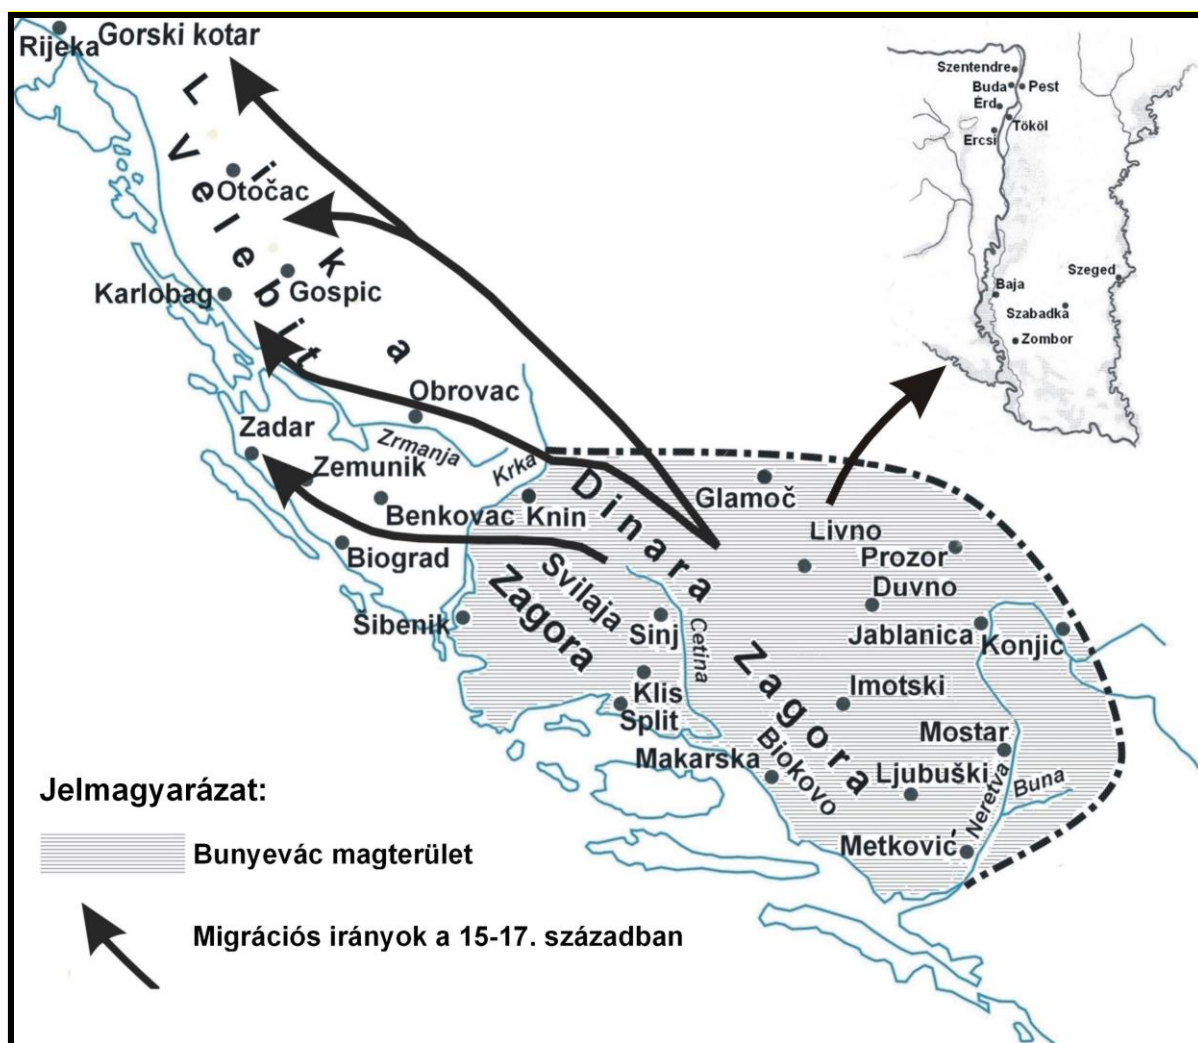 Rijeka
Gorski kotar
Lika
Velebit
Otočac
Gospic
Karlobag
Obrovac
Zadar
Zrmanja
Zemunik
Krka
Benkovac
Knin
Biograd
Šibenik
Dinara
Svilaja
Zagora
Sinj
Cetina
Klis
Split
Makarska
Biokovo
Zagora
Glamoč
Livno
Prozor
Duvno
Jablanica
Konjic
Imotski
Mostar
Ljubuški
Neretva
Buna
Metković
Szentendre
Buda
Pest
Érd
Tököl
Ercsi
Baja
Szeged
Szabadka
Zombor
Jelmagyarázat:
Bunyevác magterület
Migrációs irányok a 15-17. században